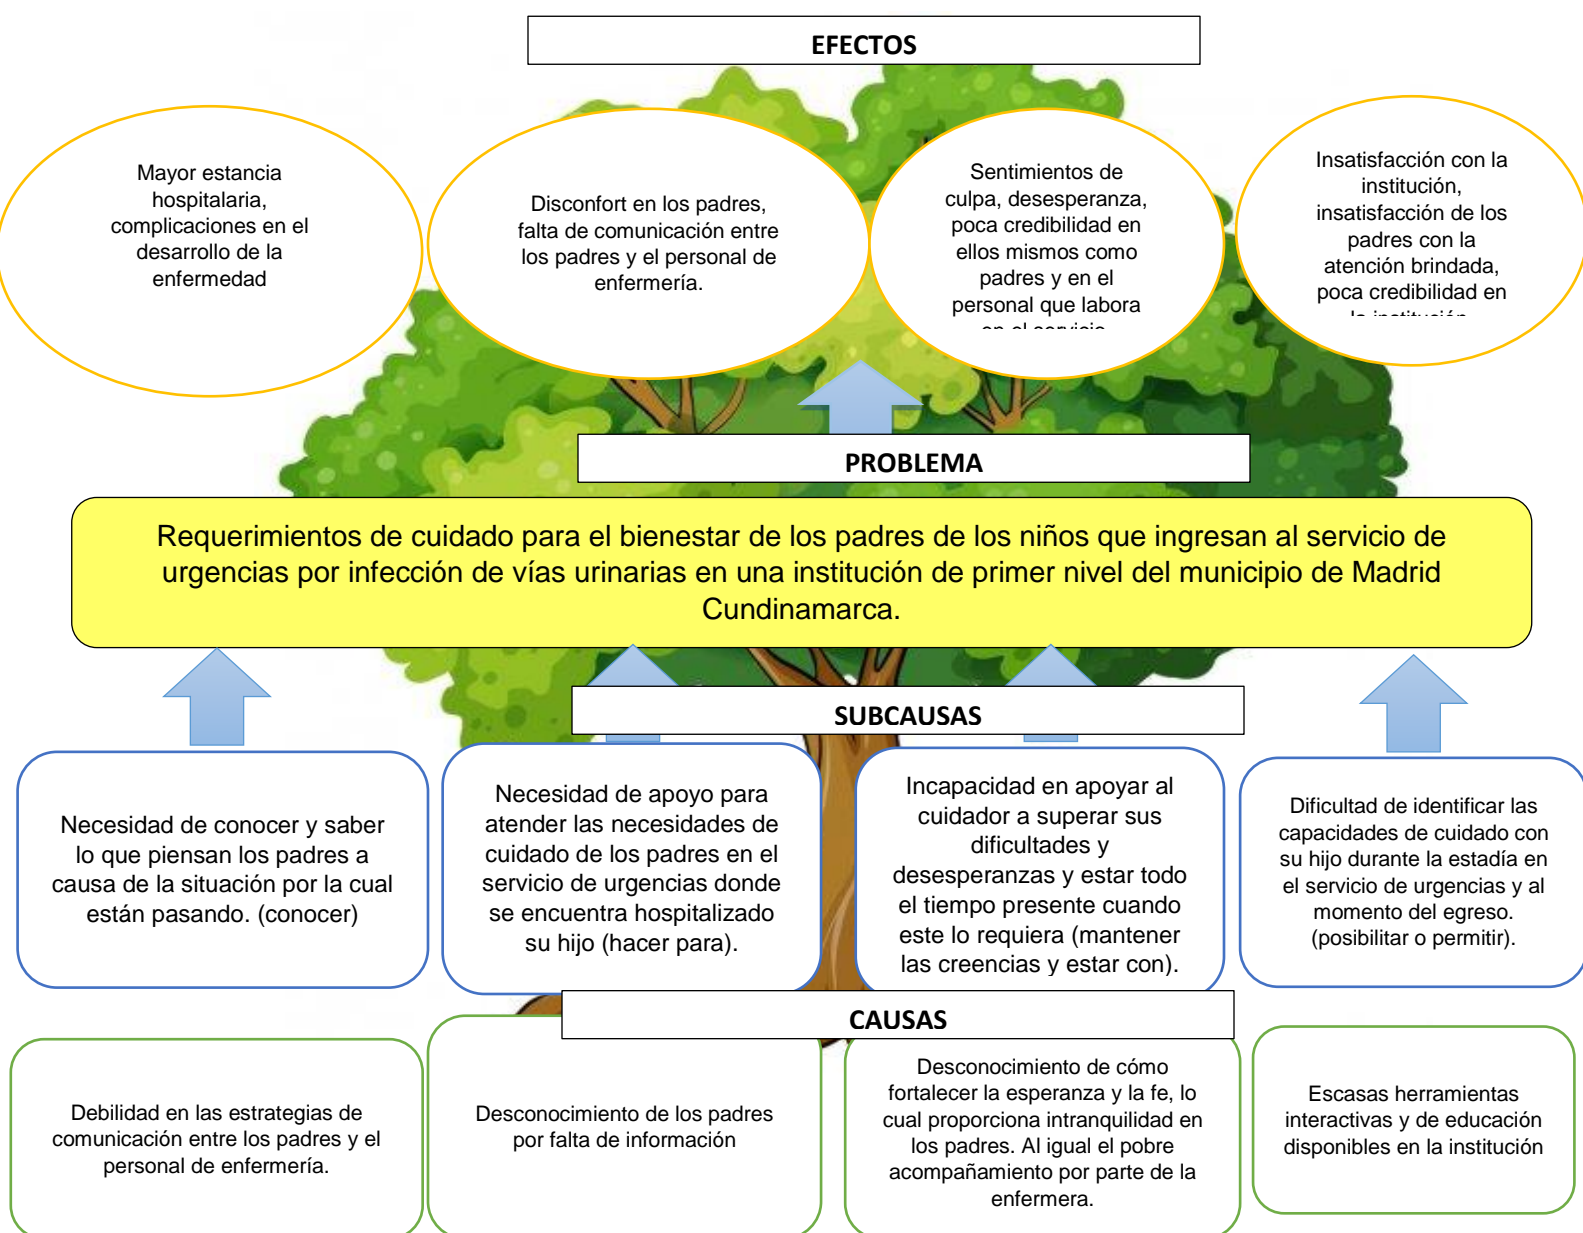 EFECTOS
Mayor estancia
hospitalaria,
complicaciones en el
desarrollo de la
enfermedad
Disconfort en los padres,
falta de comunicación entre
los padres y el personal de
enfermería.
Sentimientos de
culpa, desesperanza,
poca credibilidad en
ellos mismos como
padres y en el
personal que labora
en el servicio.
Insatisfacción con la
institución,
insatisfacción de los
padres con la
atención brindada,
poca credibilidad en
la institución
PROBLEMA
Requerimientos de cuidado para el bienestar de los padres de los niños que ingresan al servicio de
urgencias por infección de vías urinarias en una institución de primer nivel del municipio de Madrid
Cundinamarca.
SUBCAUSAS
Necesidad de conocer y saber
lo que piensan los padres a
causa de la situación por la cual
están pasando. (conocer)
Necesidad de apoyo para
atender las necesidades de
cuidado de los padres en el
servicio de urgencias donde
se encuentra hospitalizado
su hijo (hacer para).
Incapacidad en apoyar al
cuidador a superar sus
dificultades y
desesperanzas y estar todo
el tiempo presente cuando
este lo requiera (mantener
las creencias y estar con).
Dificultad de identificar las
capacidades de cuidado con
su hijo durante la estadía en
el servicio de urgencias y al
momento del egreso.
(posibilitar o permitir).
CAUSAS
Debilidad en las estrategias de
comunicación entre los padres y el
personal de enfermería.
Desconocimiento de los padres
por falta de información
Desconocimiento de cómo
fortalecer la esperanza y la fe, lo
cual proporciona intranquilidad en
los padres. Al igual el pobre
acompañamiento por parte de la
enfermera.
Escasas herramientas
interactivas y de educación
disponibles en la institución